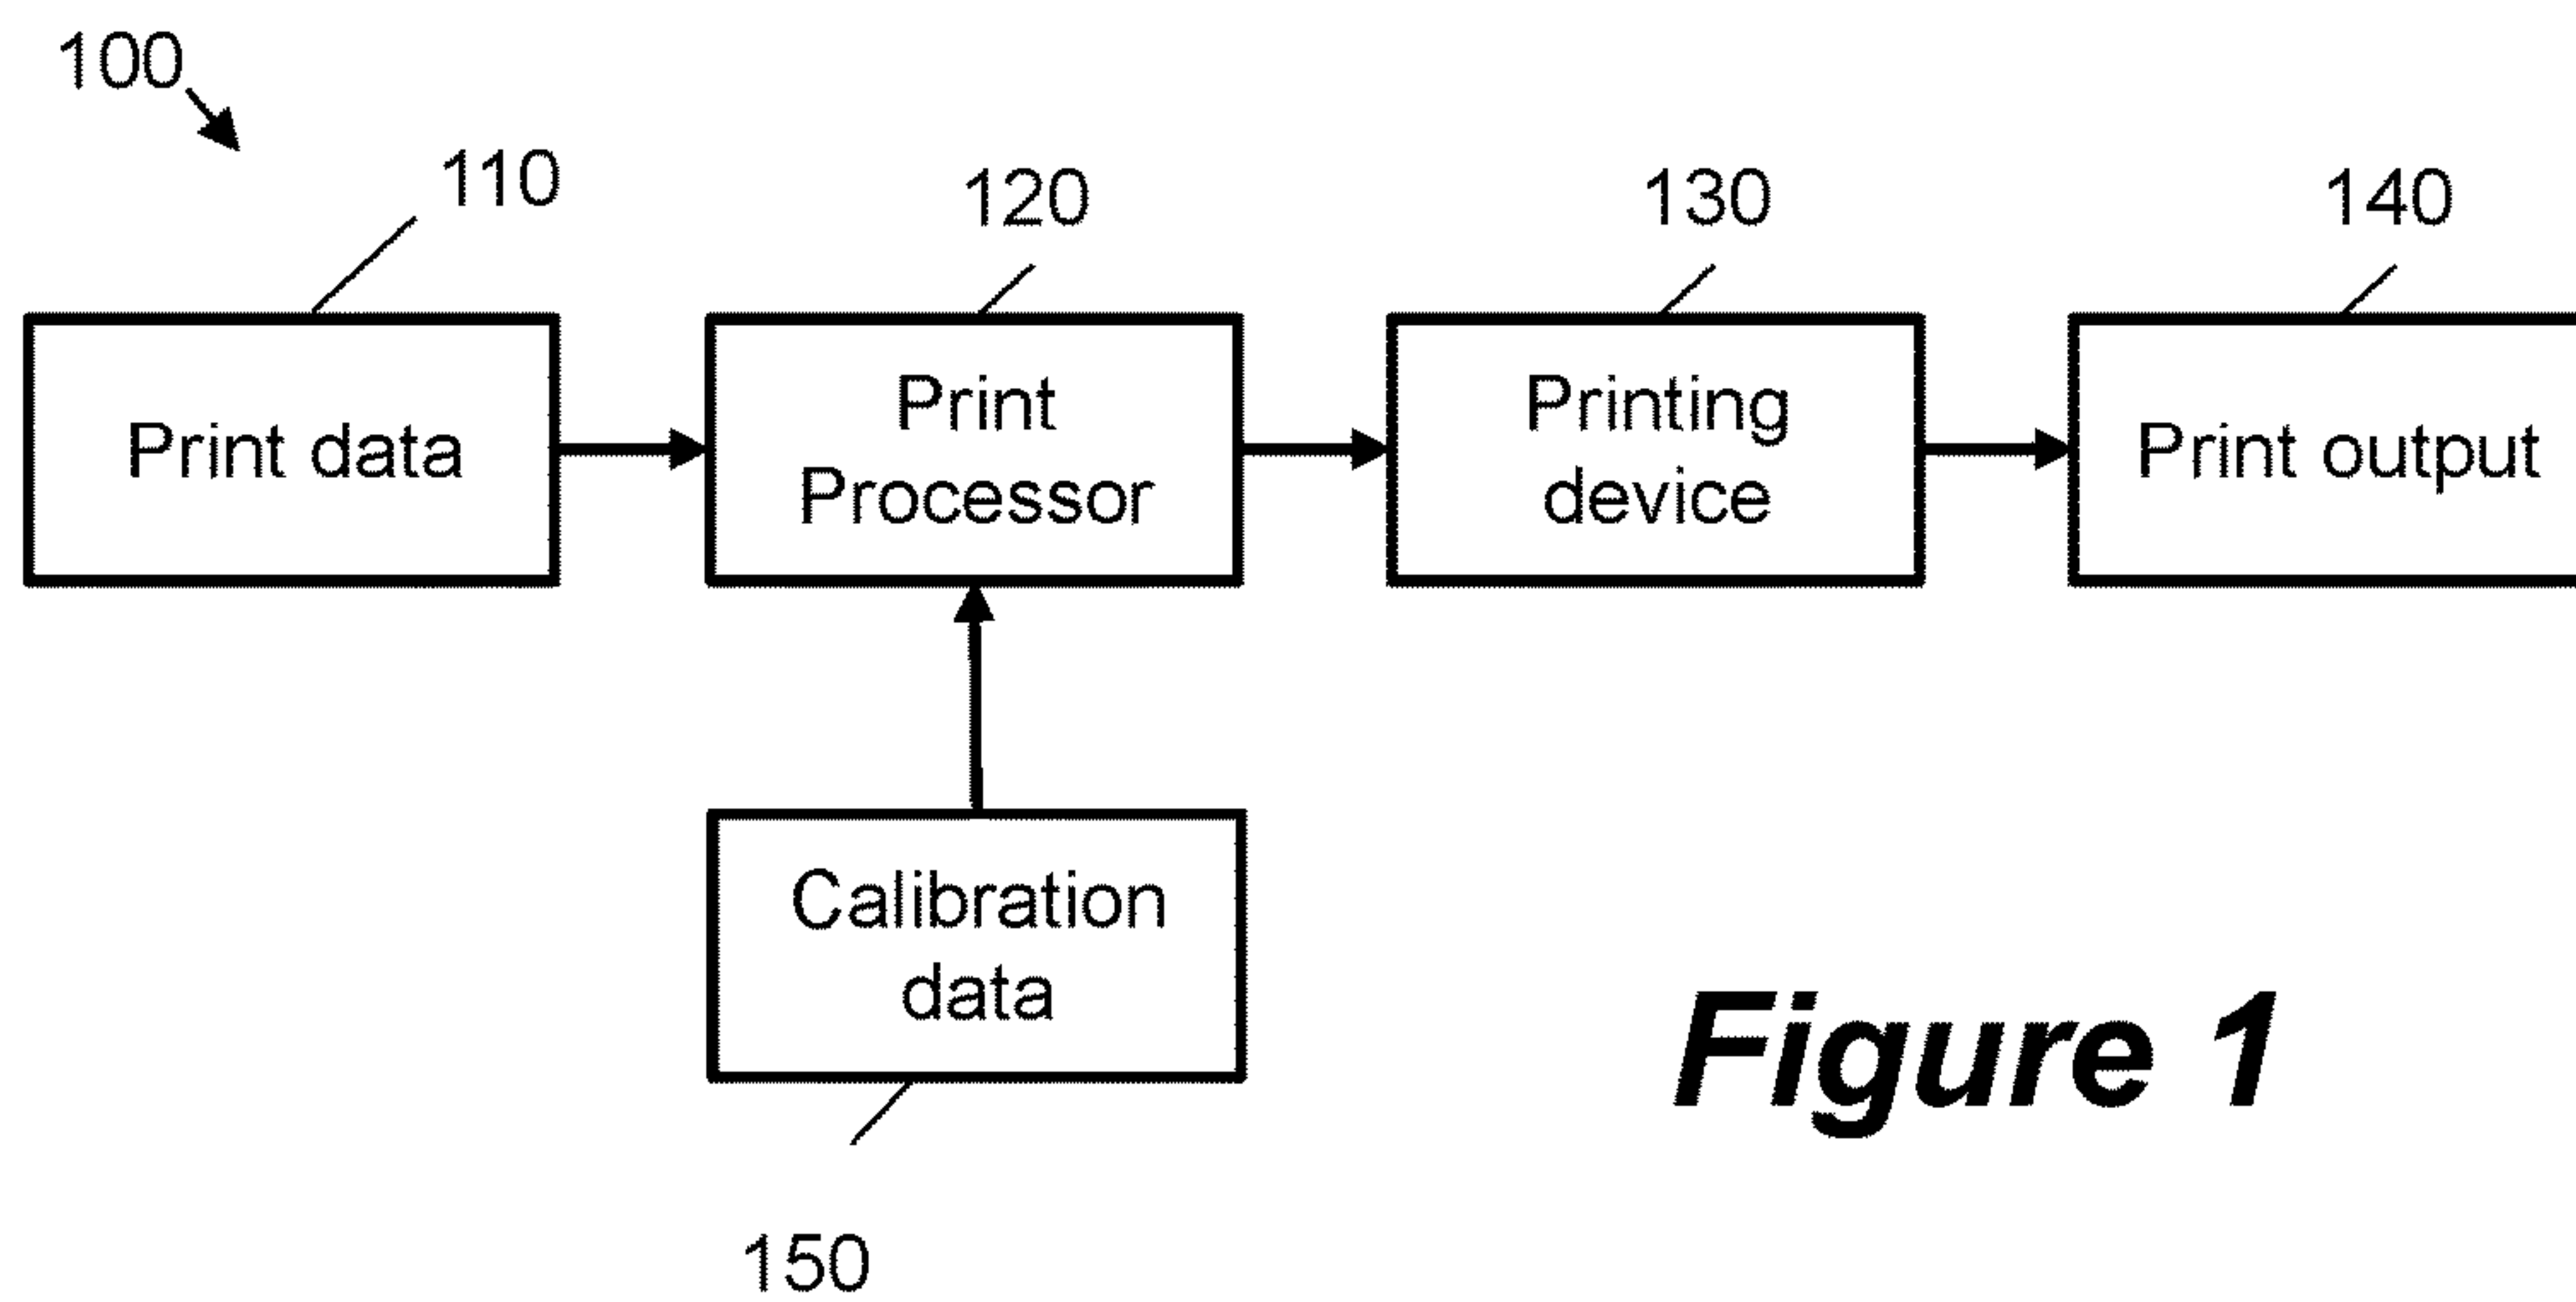 100
110
120
130
140
Print data
Print
Processor
Printing
device
Print output
Calibration
data
150
Figure 1